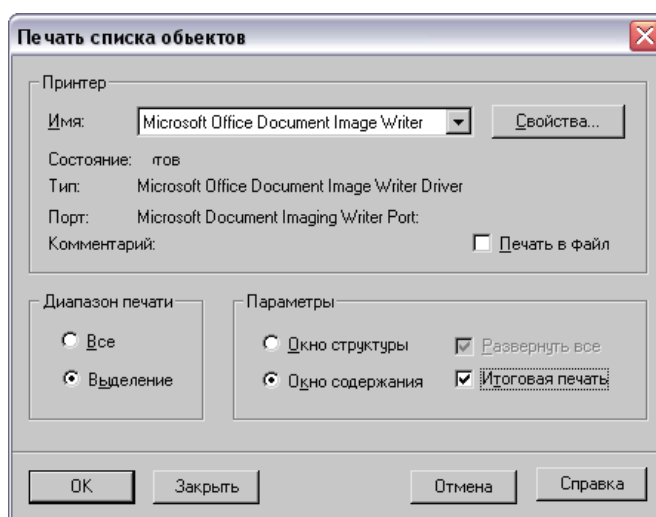 Печать списка обьектов
Принтер
Имя: Microsoft Office Document Image Writer Свойства...
Состояние: тов
Тип: Microsoft Office Document Image Writer Driver
Порт: Microsoft Document Imaging Writer Port:
Комментарий: Печать в файл
Диапазон печати Параметры
Все Окно структуры Развернуть все
Выделение Окно содержания Итоговая печать
OK Закрыть Отмена Справка